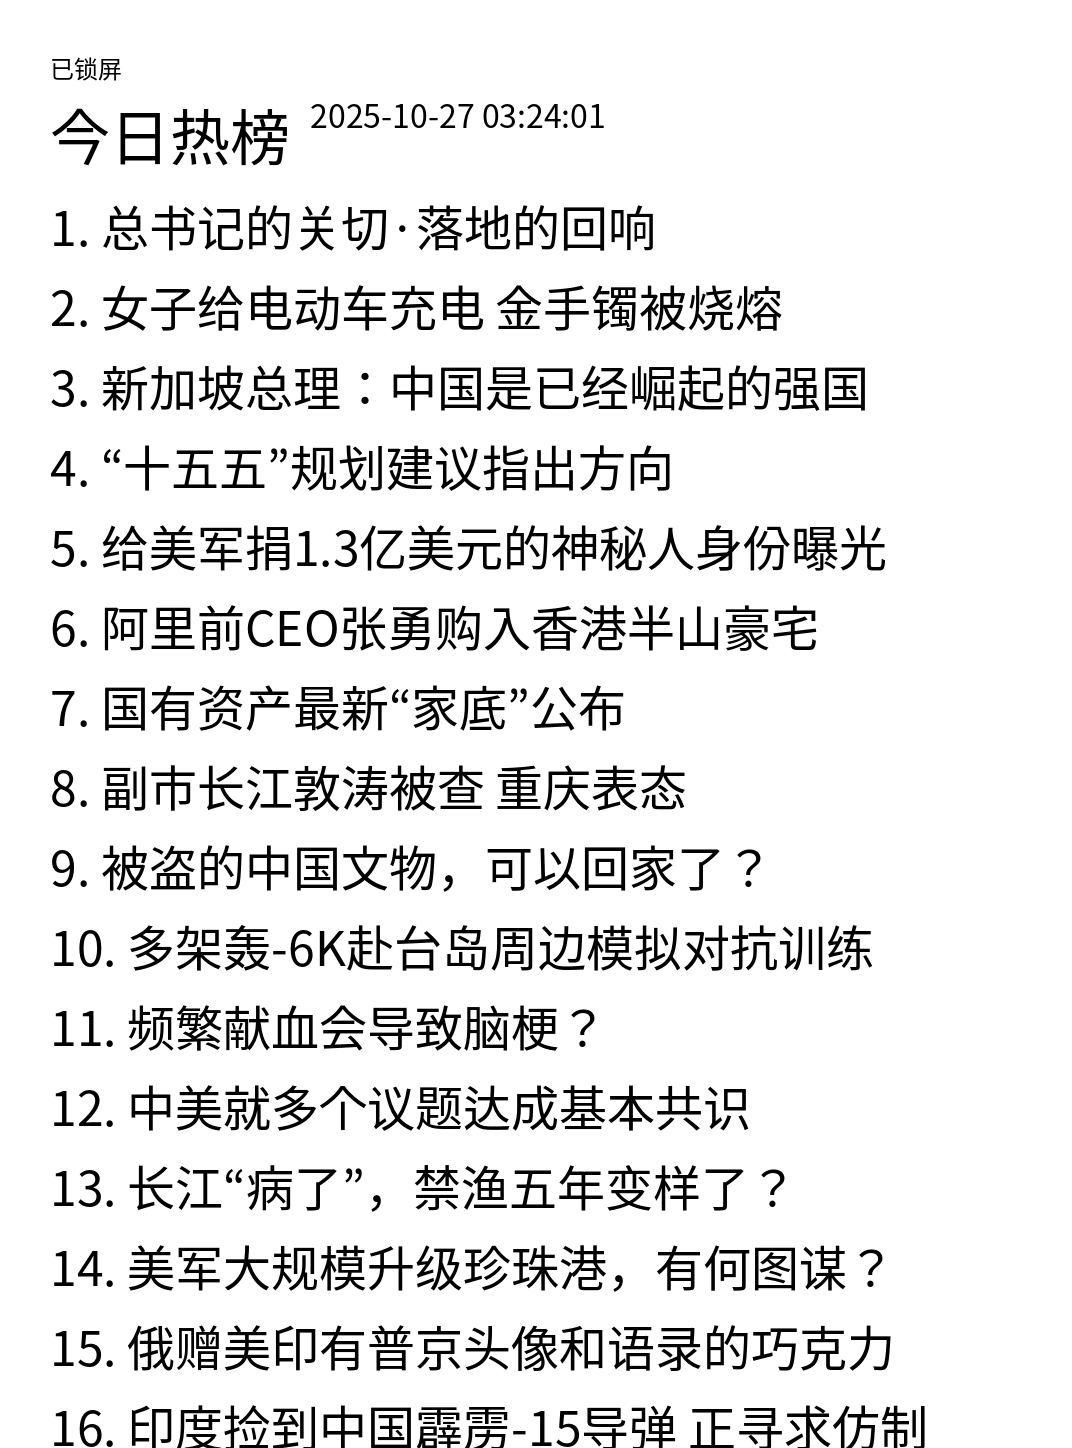 已锁屏
今日热榜 2025-10-27 03:24:01
1. 总书记的关切·落地的回响
2. 女子给电动车充电 金手镯被烧熔
3. 新加坡总理：中国是已经崛起的强国
4. “十五五”规划建议指出方向
5. 给美军捐1.3亿美元的神秘人身份曝光
6. 阿里前CEO张勇购入香港半山豪宅
7. 国有资产最新“家底”公布
8. 副市长江敦涛被查 重庆表态
9. 被盗的中国文物，可以回家了？
10. 多架轰-6K赴台岛周边模拟对抗训练
11. 频繁献血会导致脑梗？
12. 中美就多个议题达成基本共识
13. 长江“病了”，禁渔五年变样了？
14. 美军大规模升级珍珠港，有何图谋？
15. 俄赠美印有普京头像和语录的巧克力
16. 印度捡到中国霹雳-15导弹 正寻求仿制